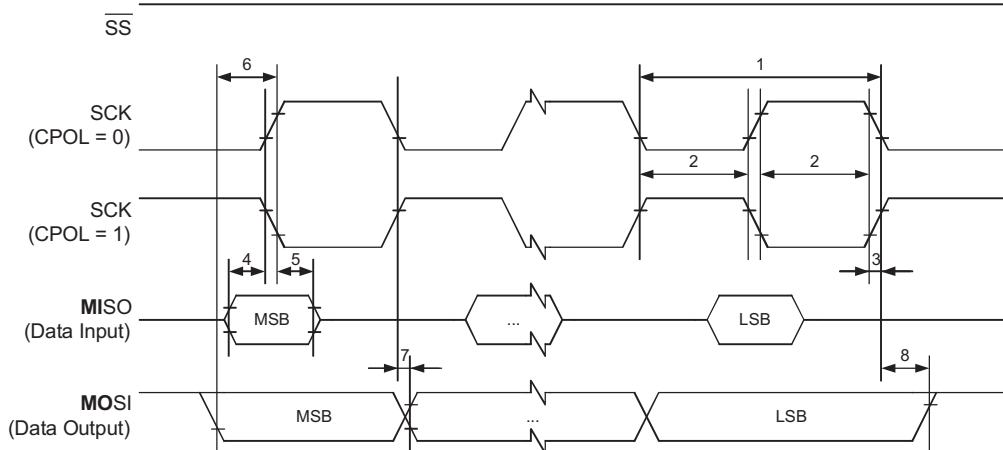 SS
6
1
SCK
(CPOL = 0)
2
2
SCK
(CPOL = 1)
4
5
3
MISO
(Data Input)
MSB
...
LSB
7
8
MOSI
(Data Output)
MSB
...
LSB